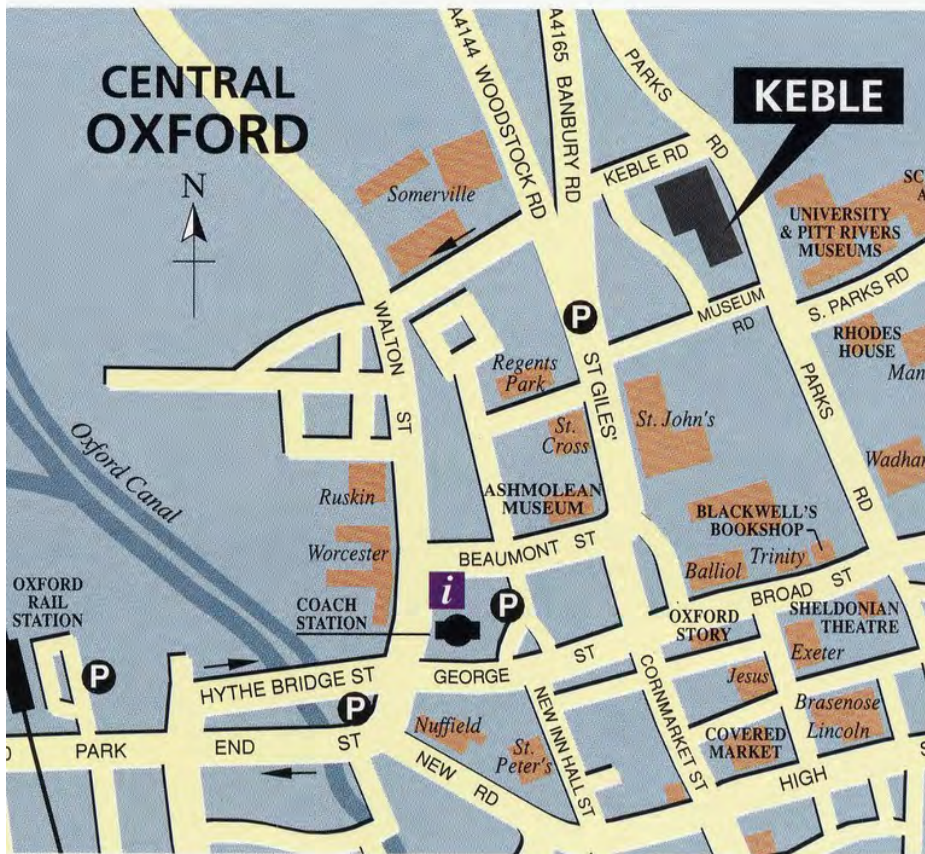 CENTRAL
OXFORD
N
A4144 WOODSTOCK RD
A4165 BANBURY RD
PARKS RD
KEBLE
KEBLE RD
Somerville
UNIVERSITY
& PITT RIVERS
MUSEUMS
S. PARKS RD
MUSEUM
RD
RHODES
HOUSE
WALTON ST
P
Regents
Park
ST GILES'
St. John's
St.
Cross
PARKS RD
Oxford Canal
Ruskin
ASHMOLEAN
MUSEUM
BLACKWELL'S
BOOKSHOP
Worcester
BEAUMONT ST
Balliol
Trinity
BROAD ST
OXFORD
RAIL
STATION
COACH
STATION
i
P
OXFORD
STORY
SHELDONIAN
THEATRE
Exeter
P
HYTHE BRIDGE ST
GEORGE ST
CORNMARKET ST
Jesus
P
NEW INN HALL ST
Nuffield
St.
Peter's
Brasenose
Lincoln
COVERED
MARKET
PARK END ST
NEW RD
HIGH